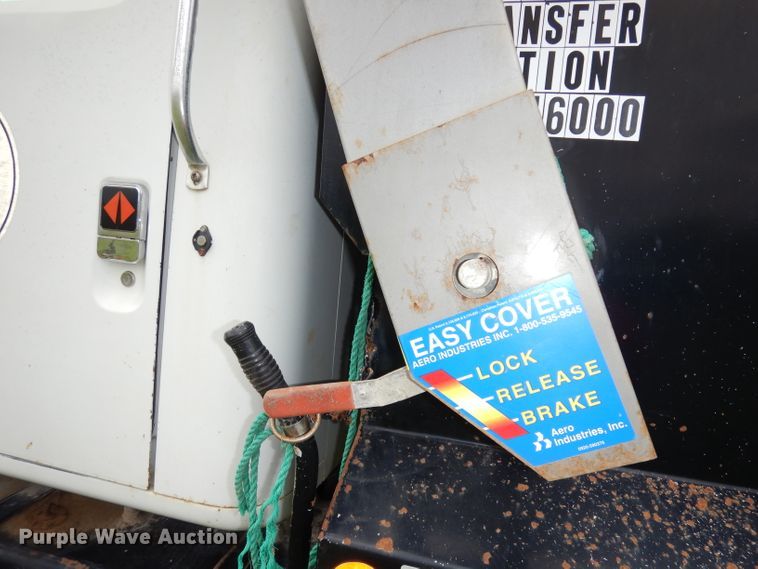 NSFER
TION
6000
EASY COVER
AERO INDUSTRIES INC. 1-800-535-9545
LOCK
RELEASE
BRAKE
Aero
Industries, Inc.
Purple Wave Auction